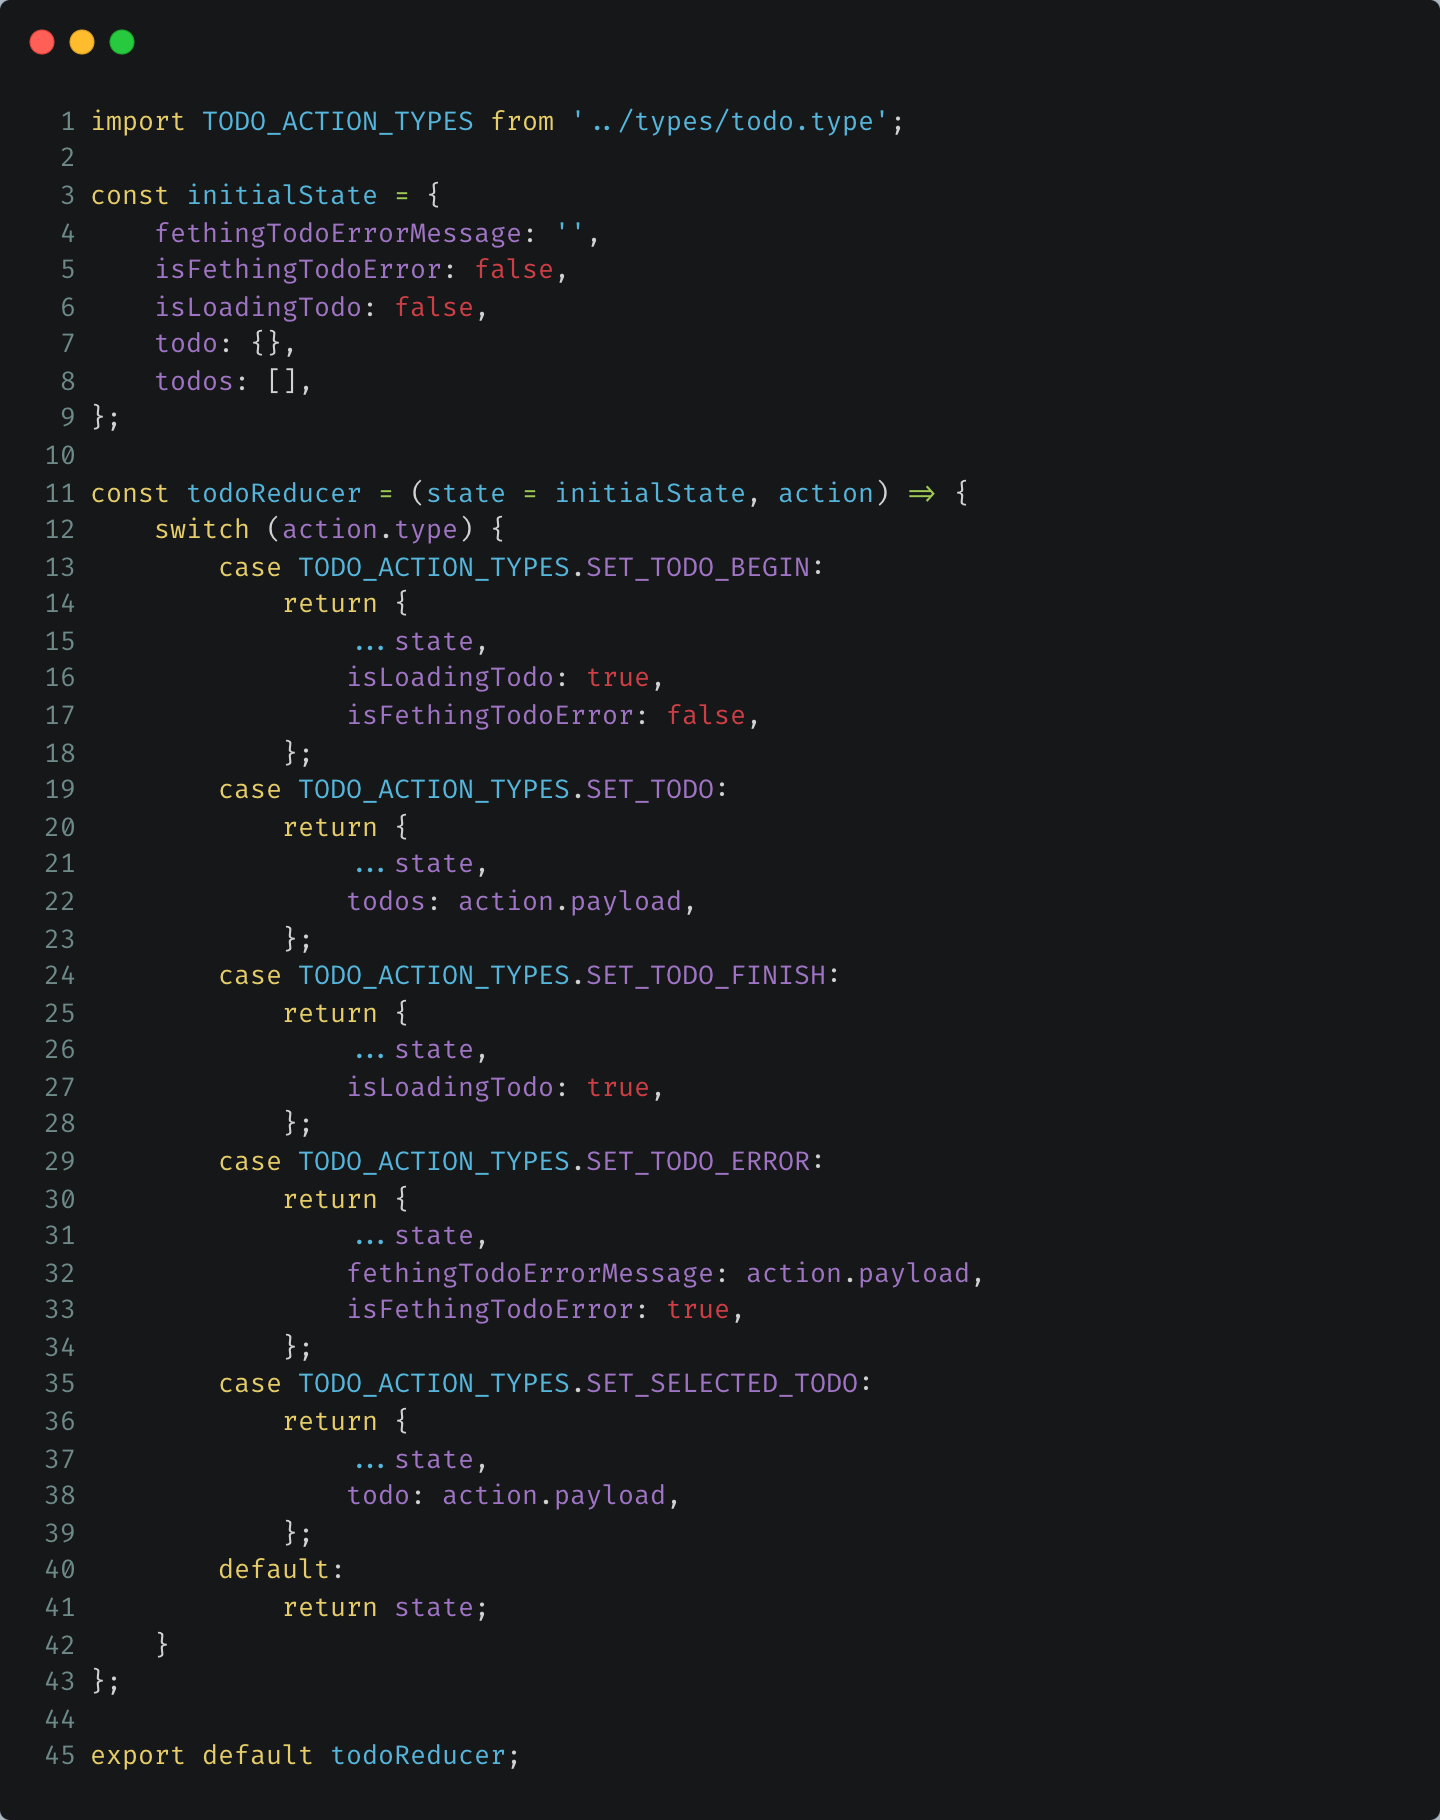 1 import TODO_ACTION_TYPES from '../types/todo.type';
2
3 const initialState = {
4     fethingTodoErrorMessage: '',
5     isFethingTodoError: false,
6     isLoadingTodo: false,
7     todo: {},
8     todos: [],
9 };
10
11 const todoReducer = (state = initialState, action) => {
12     switch (action.type) {
13         case TODO_ACTION_TYPES.SET_TODO_BEGIN:
14             return {
15                 ...state,
16                 isLoadingTodo: true,
17                 isFethingTodoError: false,
18             };
19         case TODO_ACTION_TYPES.SET_TODO:
20             return {
21                 ...state,
22                 todos: action.payload,
23             };
24         case TODO_ACTION_TYPES.SET_TODO_FINISH:
25             return {
26                 ...state,
27                 isLoadingTodo: true,
28             };
29         case TODO_ACTION_TYPES.SET_TODO_ERROR:
30             return {
31                 ...state,
32                 fethingTodoErrorMessage: action.payload,
33                 isFethingTodoError: true,
34             };
35         case TODO_ACTION_TYPES.SET_SELECTED_TODO:
36             return {
37                 ...state,
38                 todo: action.payload,
39             };
40         default:
41             return state;
42     }
43 };
44
45 export default todoReducer;